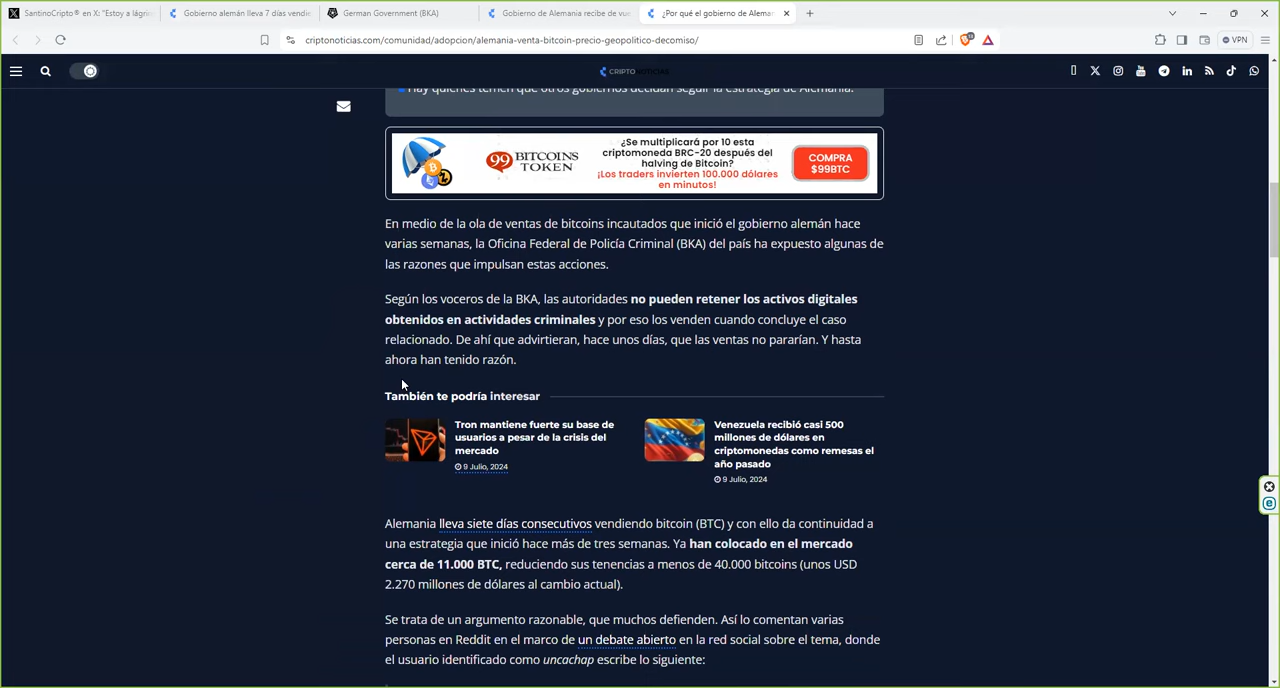 SantinoCripto® en X: "Estoy a lágrim
Gobierno alemán lleva 7 días vendie
German Government (BKA)
Gobierno de Alemania recibe de vue
¿Por qué el gobierno de Aleman
criptonoticias.com/comunidad/adopcion/alemania-venta-bitcoin-precio-geopolitico-decomiso/
VPN
CRIPTONOTICIAS
Hay quienes temen que otros gobiernos decidan seguir la estrategia de Alemania.
99 BITCOINS TOKEN
¿Se multiplicará por 10 esta
criptomoneda BRC-20 después del
halving de Bitcoin?
¡Los traders invierten 100.000 dólares
en minutos!
COMPRA
$99BTC
En medio de la ola de ventas de bitcoins incautados que inició el gobierno alemán hace
varias semanas, la Oficina Federal de Policía Criminal (BKA) del país ha expuesto algunas de
las razones que impulsan estas acciones.
Según los voceros de la BKA, las autoridades no pueden retener los activos digitales
obtenidos en actividades criminales y por eso los venden cuando concluye el caso
relacionado. De ahí que advirtieran, hace unos días, que las ventas no pararían. Y hasta
ahora han tenido razón.
También te podría interesar
Tron mantiene fuerte su base de
usuarios a pesar de la crisis del
mercado
9 Julio, 2024
Venezuela recibió casi 500
millones de dólares en
criptomonedas como remesas el
año pasado
9 Julio, 2024
Alemania lleva siete días consecutivos vendiendo bitcoin (BTC) y con ello da continuidad a
una estrategia que inició hace más de tres semanas. Ya han colocado en el mercado
cerca de 11.000 BTC, reduciendo sus tenencias a menos de 40.000 bitcoins (unos USD
2.270 millones de dólares al cambio actual).
Se trata de un argumento razonable, que muchos defienden. Así lo comentan varias
personas en Reddit en el marco de un debate abierto en la red social sobre el tema, donde
el usuario identificado como uncachap escribe lo siguiente: